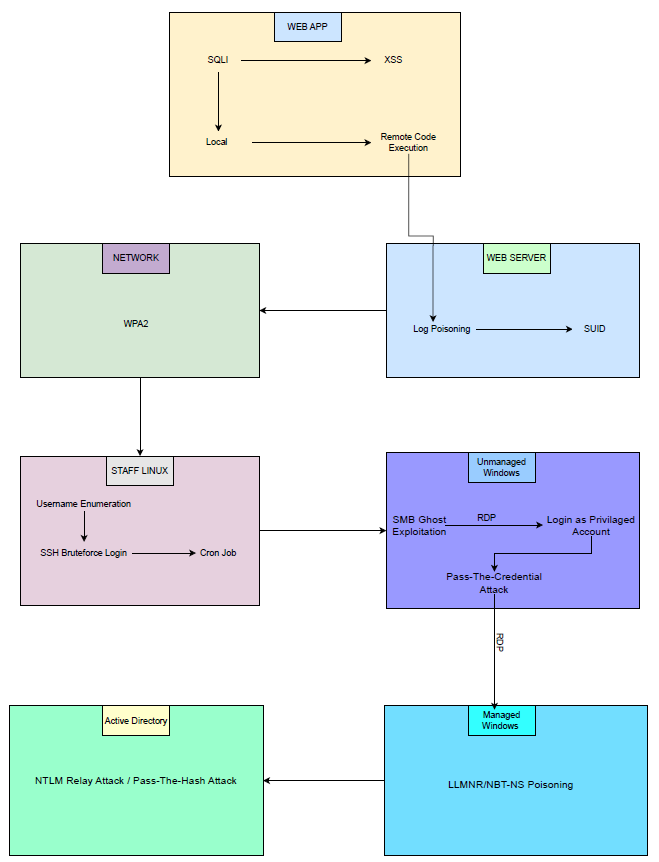 WEB APP
SQLI
XSS
Local
Remote Code
Execution
NETWORK
WPA2
WEB SERVER
Log Poisoning
SUID
STAFF LINUX
Username Enumeration
SSH Bruteforce Login
Cron Job
Unmanaged
Windows
SMB Ghost
Exploitation
RDP
Login as Privilaged
Account
Pass-The-Credential
Attack
RDP
Active Directory
NTLM Relay Attack / Pass-The-Hash Attack
Managed
Windows
LLMNR/NBT-NS Poisoning